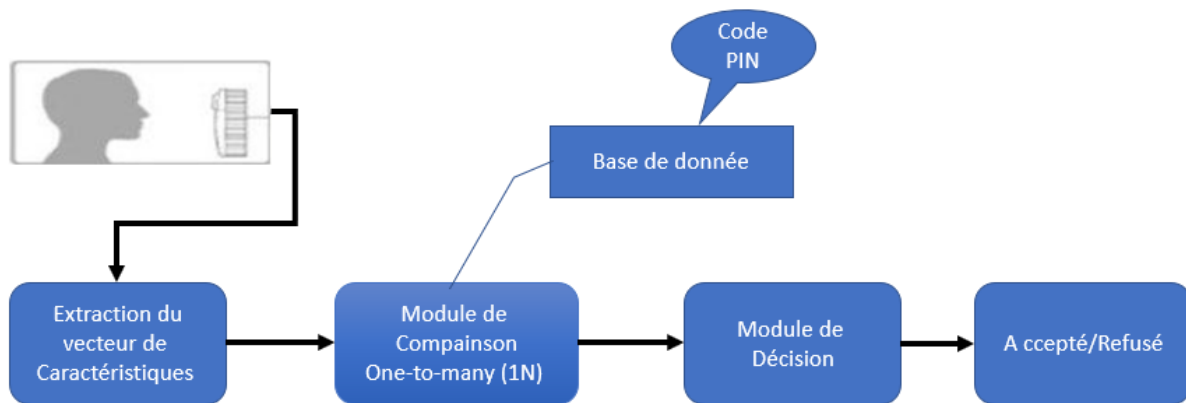 Code
PIN
Base de donnée
Extraction du
vecteur de
Caractéristiques
Module de
Compainson
One-to-many (1N)
Module de
Décision
A ccepté/Refusé